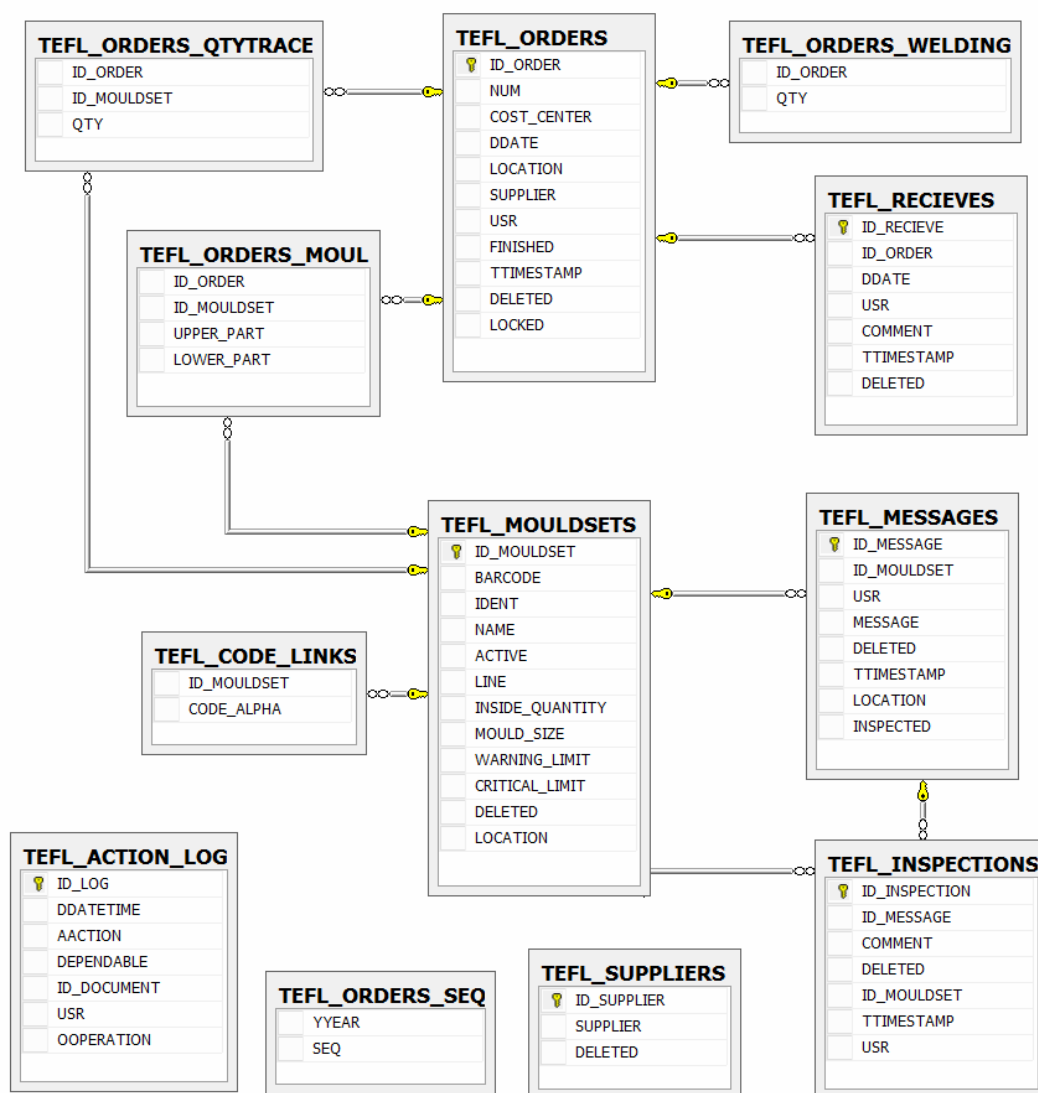 TEFL_ORDERS_QTYTRACE
ID_ORDER
ID_MOULDSET
QTY
TEFL_ORDERS
ID_ORDER
NUM
COST_CENTER
DDATE
LOCATION
SUPPLIER
USR
FINISHED
TTIMESTAMP
DELETED
LOCKED
TEFL_ORDERS_WELDING
ID_ORDER
QTY
TEFL_RECIEVES
ID_RECIEVE
ID_ORDER
DDATE
USR
COMMENT
TTIMESTAMP
DELETED
TEFL_ORDERS_MOUL
ID_ORDER
ID_MOULDSET
UPPER_PART
LOWER_PART
TEFL_MOULDSETS
ID_MOULDSET
BARCODE
IDENT
NAME
ACTIVE
LINE
INSIDE_QUANTITY
MOULD_SIZE
WARNING_LIMIT
CRITICAL_LIMIT
DELETED
LOCATION
TEFL_MESSAGES
ID_MESSAGE
ID_MOULDSET
USR
MESSAGE
DELETED
TTIMESTAMP
LOCATION
INSPECTED
TEFL_CODE_LINKS
ID_MOULDSET
CODE_ALPHA
TEFL_ACTION_LOG
ID_LOG
DDATETIME
AACTION
DEPENDABLE
ID_DOCUMENT
USR
OOPERATION
TEFL_ORDERS_SEQ
YYEAR
SEQ
TEFL_SUPPLIERS
ID_SUPPLIER
SUPPLIER
DELETED
TEFL_INSPECTIONS
ID_INSPECTION
ID_MESSAGE
COMMENT
DELETED
ID_MOULDSET
TTIMESTAMP
USR